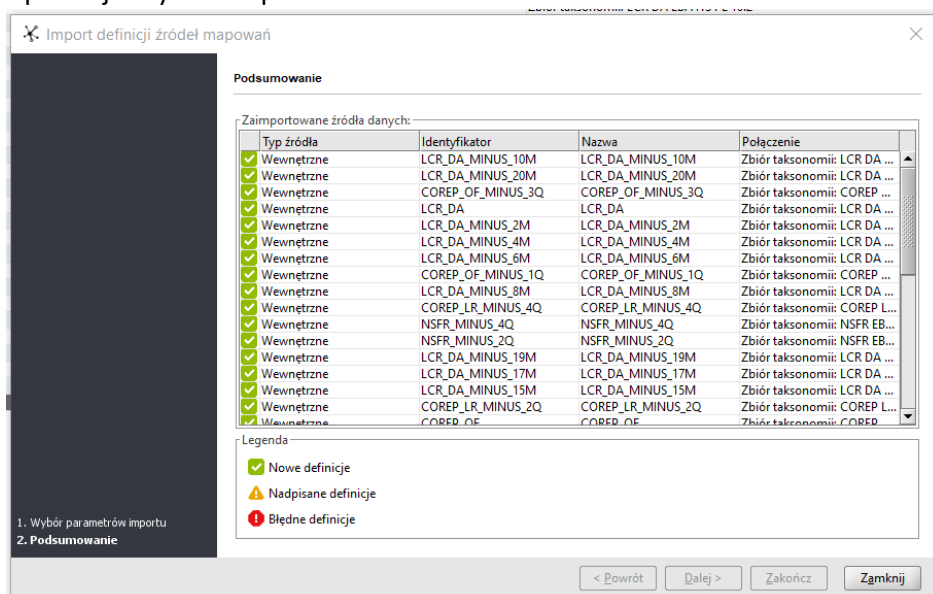 Import definicji źródeł mapowań
Podsumowanie
Zaimportowane źródła danych:
Typ źródła Identyfikator Nazwa Połączenie
Wewnętrzne LCR_DA_MINUS_10M LCR_DA_MINUS_10M Zbiór taksonomii: LCR DA ...
Wewnętrzne LCR_DA_MINUS_20M LCR_DA_MINUS_20M Zbiór taksonomii: LCR DA ...
Wewnętrzne COREP_OF_MINUS_3Q COREP_OF_MINUS_3Q Zbiór taksonomii: COREP ...
Wewnętrzne LCR_DA LCR_DA Zbiór taksonomii: LCR DA ...
Wewnętrzne LCR_DA_MINUS_2M LCR_DA_MINUS_2M Zbiór taksonomii: LCR DA ...
Wewnętrzne LCR_DA_MINUS_4M LCR_DA_MINUS_4M Zbiór taksonomii: LCR DA ...
Wewnętrzne LCR_DA_MINUS_6M LCR_DA_MINUS_6M Zbiór taksonomii: LCR DA ...
Wewnętrzne COREP_OF_MINUS_1Q COREP_OF_MINUS_1Q Zbiór taksonomii: COREP ...
Wewnętrzne LCR_DA_MINUS_8M LCR_DA_MINUS_8M Zbiór taksonomii: LCR DA ...
Wewnętrzne COREP_LR_MINUS_4Q COREP_LR_MINUS_4Q Zbiór taksonomii: COREP L...
Wewnętrzne NSFR_MINUS_4Q NSFR_MINUS_4Q Zbiór taksonomii: NSFR EB...
Wewnętrzne NSFR_MINUS_2Q NSFR_MINUS_2Q Zbiór taksonomii: NSFR EB...
Wewnętrzne LCR_DA_MINUS_19M LCR_DA_MINUS_19M Zbiór taksonomii: LCR DA ...
Wewnętrzne LCR_DA_MINUS_17M LCR_DA_MINUS_17M Zbiór taksonomii: LCR DA ...
Wewnętrzne LCR_DA_MINUS_15M LCR_DA_MINUS_15M Zbiór taksonomii: LCR DA ...
Wewnętrzne COREP_LR_MINUS_2Q COREP_LR_MINUS_2Q Zbiór taksonomii: COREP L...
Wewnętrzne COREP_OF COREP_OF Zbiór taksonomii: COREP
Legenda
Nowe definicje
Nadpisane definicje
Błędne definicje
1. Wybór parametrów importu
2. Podsumowanie
< Powrót Dalej > Zakończ Zamknij